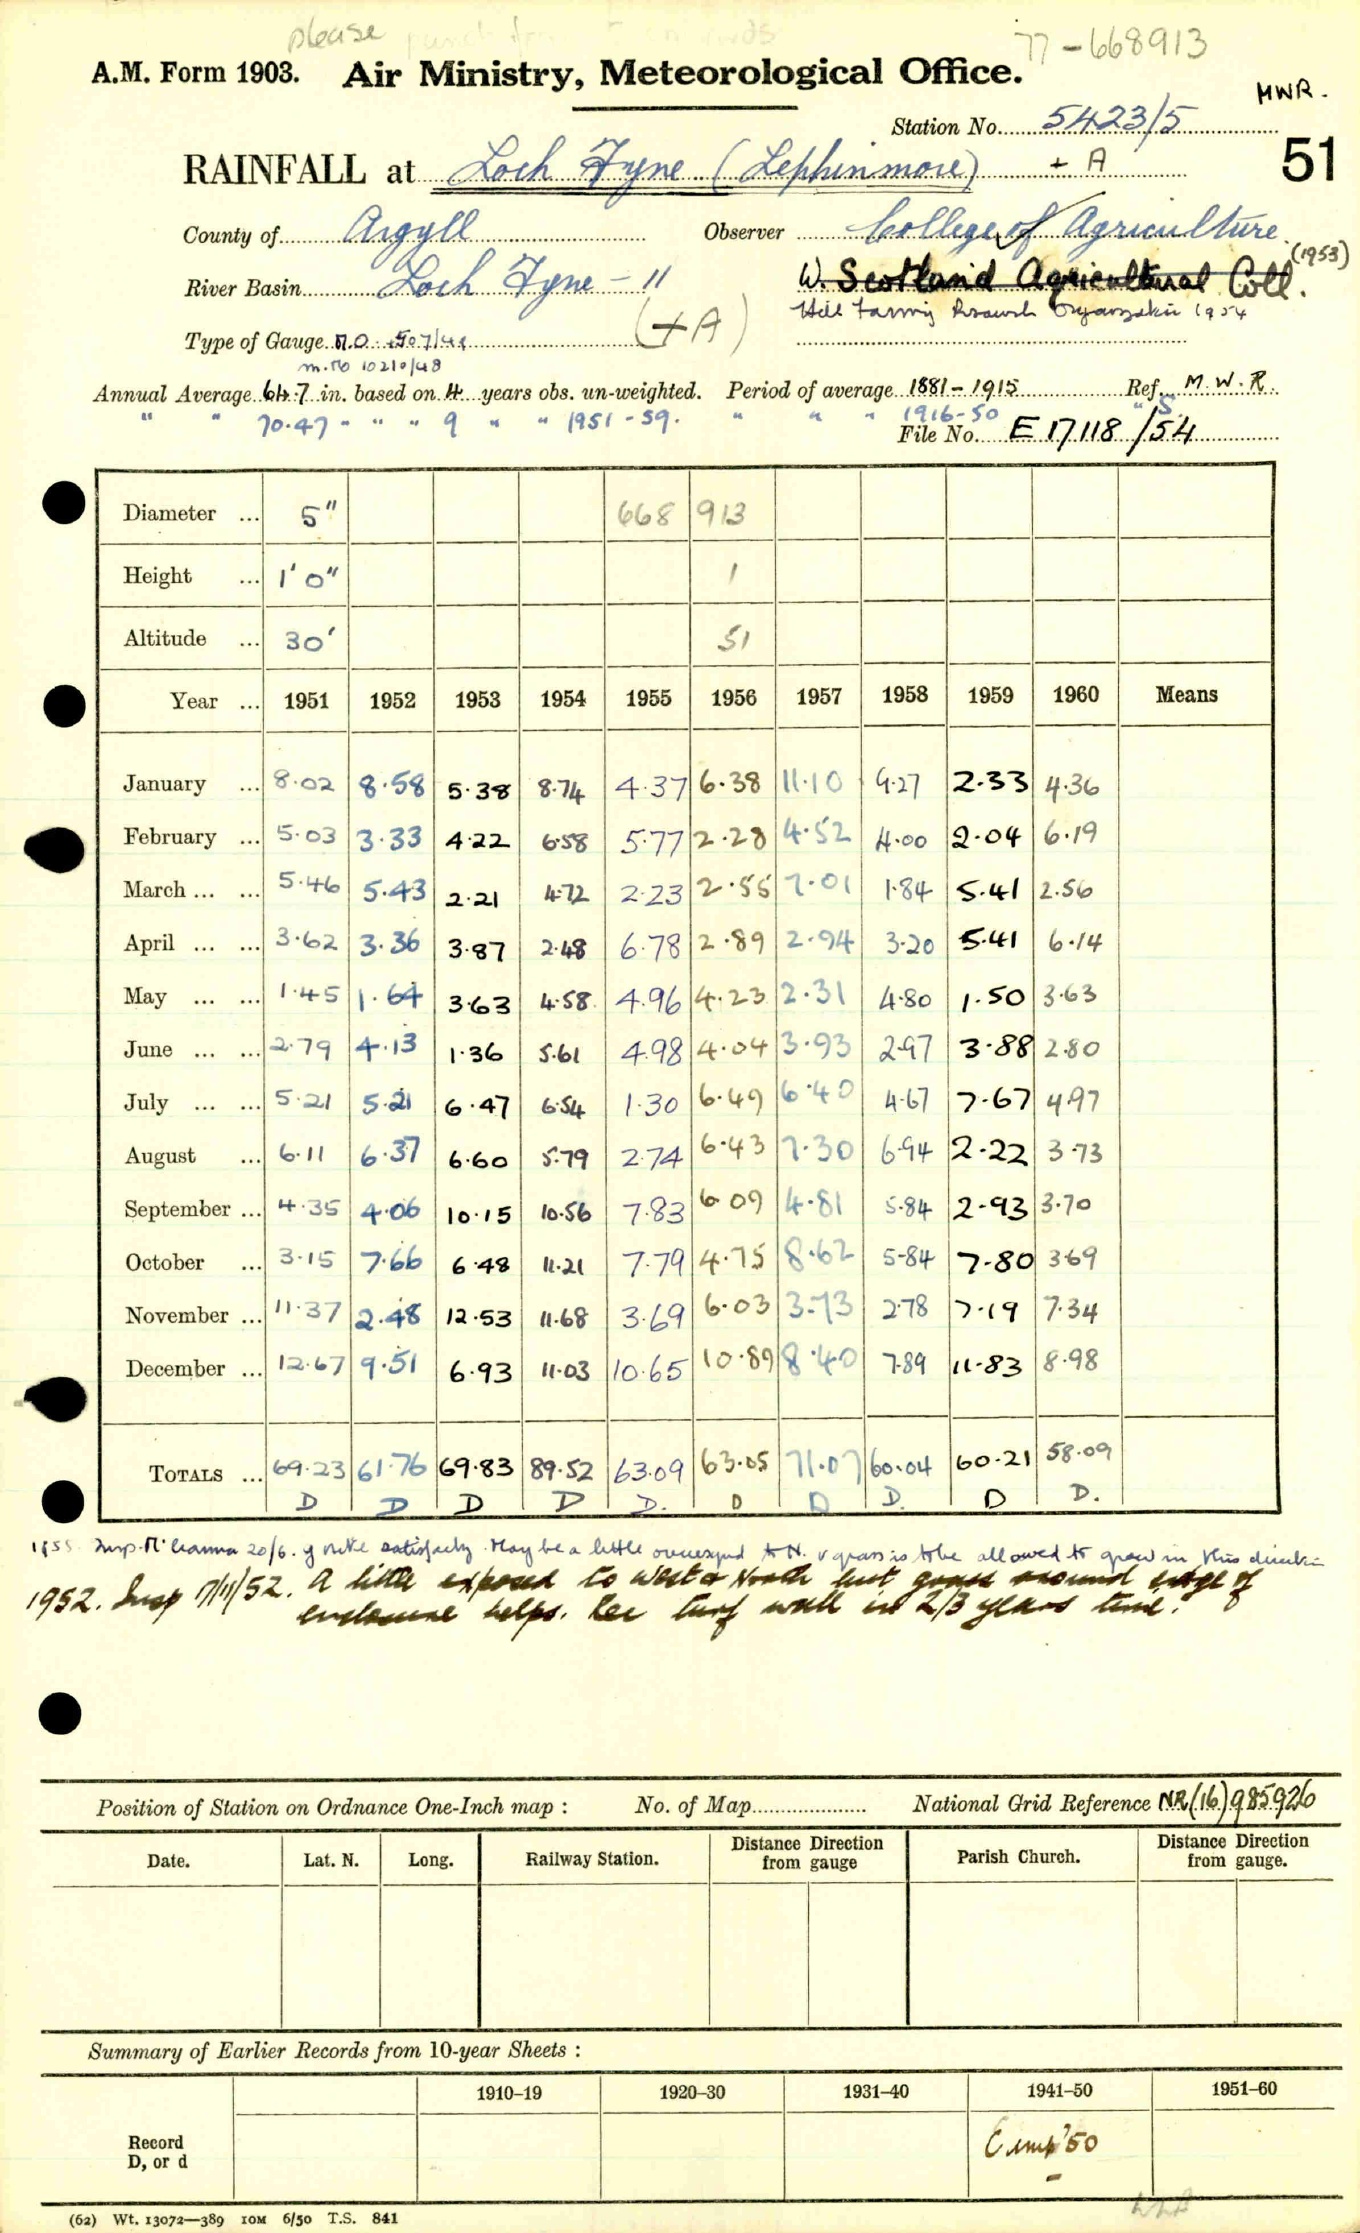 please
77-668913
A.M. Form 1903. Air Ministry, Meteorological Office.
MWR.
Station No. 5423/5
RAINFALL at Loch Fyne (Lephinmore) + A
51
County of Argyll Observer College of Agriculture
River Basin Loch Fyne - 11 W. Scotland Agricultural Coll. (1953)
(+A) Hill Farming Research Organization 1954
Type of Gauge M.O.
m.o 10210/48
Annual Average 64.7 in. based on 4 years obs. un-weighted. Period of average 1881-1915 Ref. M.W.R.
" " 70.47 " " " 9 " " 1951-59. " " " 1916-50 " S.
File No. E 17118/54
Diameter ... 5" 668 913
Height ... 1' 0" 1
Altitude ... 30' 51
Year ... 1951 1952 1953 1954 1955 1956 1957 1958 1959 1960 Means
January ... 8.02 8.58 5.38 8.74 4.37 6.38 11.10 9.27 2.33 4.36
February ... 5.03 3.33 4.22 6.58 5.77 2.28 4.52 4.00 2.04 6.19
March ... ... 5.46 5.43 2.21 4.72 2.23 2.55 7.01 1.84 5.41 2.56
April ... ... 3.62 3.36 3.87 2.48 6.78 2.89 2.94 3.20 5.41 6.14
May ... ... 1.45 1.64 3.63 4.58 4.96 4.23 2.31 4.80 1.50 3.63
June ... ... 2.79 4.13 1.36 5.61 4.98 4.04 3.93 2.97 3.88 2.80
July ... ... 5.21 5.21 6.47 6.54 1.30 6.49 6.40 4.67 7.67 4.97
August ... 6.11 6.37 6.60 5.79 2.74 6.43 7.30 6.94 2.22 3.73
September ... 4.35 4.06 10.15 10.56 7.83 6.09 4.81 5.84 2.93 3.70
October ... 3.15 7.66 6.48 11.21 7.79 4.75 8.62 5.84 7.80 3.69
November ... 11.37 2.48 12.53 11.68 3.69 6.03 3.73 2.78 7.19 7.34
December ... 12.67 9.51 6.93 11.03 10.65 10.89 8.40 7.89 11.83 8.98
TOTALS ... 69.23 61.76 69.83 89.52 63.09 63.05 71.07 60.04 60.21 58.09
D D D D D. D D D. D D.
Insp. 20/6. quite satisfactory. May be a little overexposed to N. & grass is to be allowed to grow in this direction
1952. Insp 7/11/52. A little exposed to West & North but grass around edge of
enclosure helps. Rec turf wall in 2/3 years time.
Position of Station on Ordnance One-Inch map : No. of Map National Grid Reference NR(16)985926
Date. Lat. N. Long. Railway Station. Distance Direction from gauge Parish Church. Distance Direction from gauge.
Summary of Earlier Records from 10-year Sheets :
1910-19 1920-30 1931-40 1941-50 1951-60
Record
D, or d
'50
(62) Wt. 13072—389 10M 6/50 T.S. 841